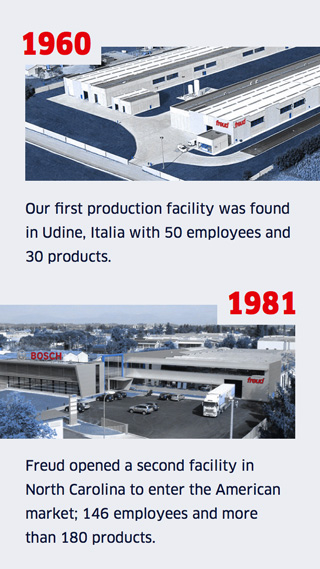 1960
freud
freud
Our first production facility was found
in Udine, Italia with 50 employees and
30 products.
1981
BOSCH
freud
Freud opened a second facility in
North Carolina to enter the American
market; 146 employees and more
than 180 products.